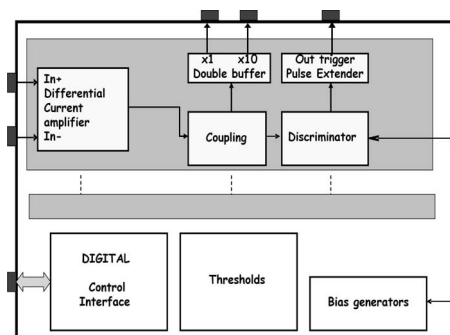 x1 x10
Double buffer
Out trigger
Pulse Extender
In+
Differential
Current
amplifier
In-
Coupling
Discriminator
DIGITAL
Control
Interface
Thresholds
Bias generators